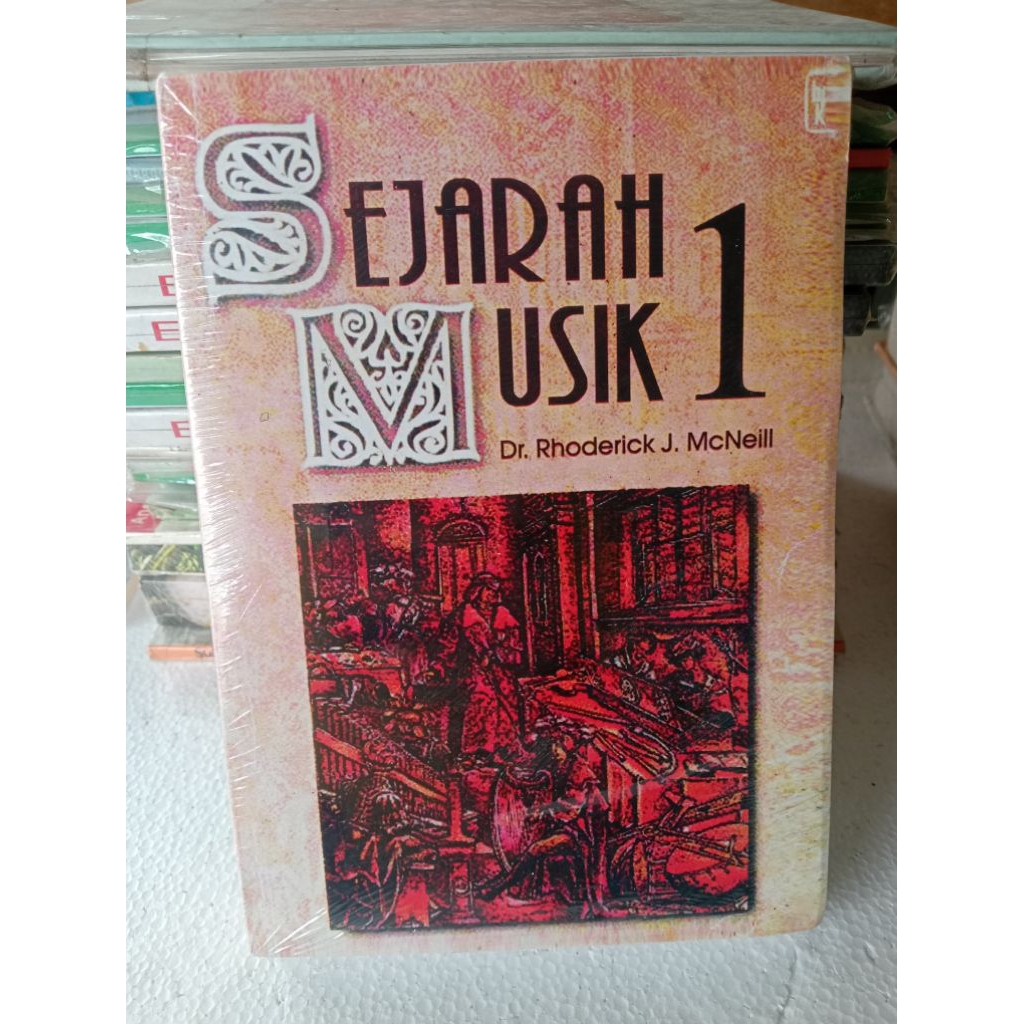 SEJARAH
MUSIK 1
Dr. Rhoderick J. McNeill